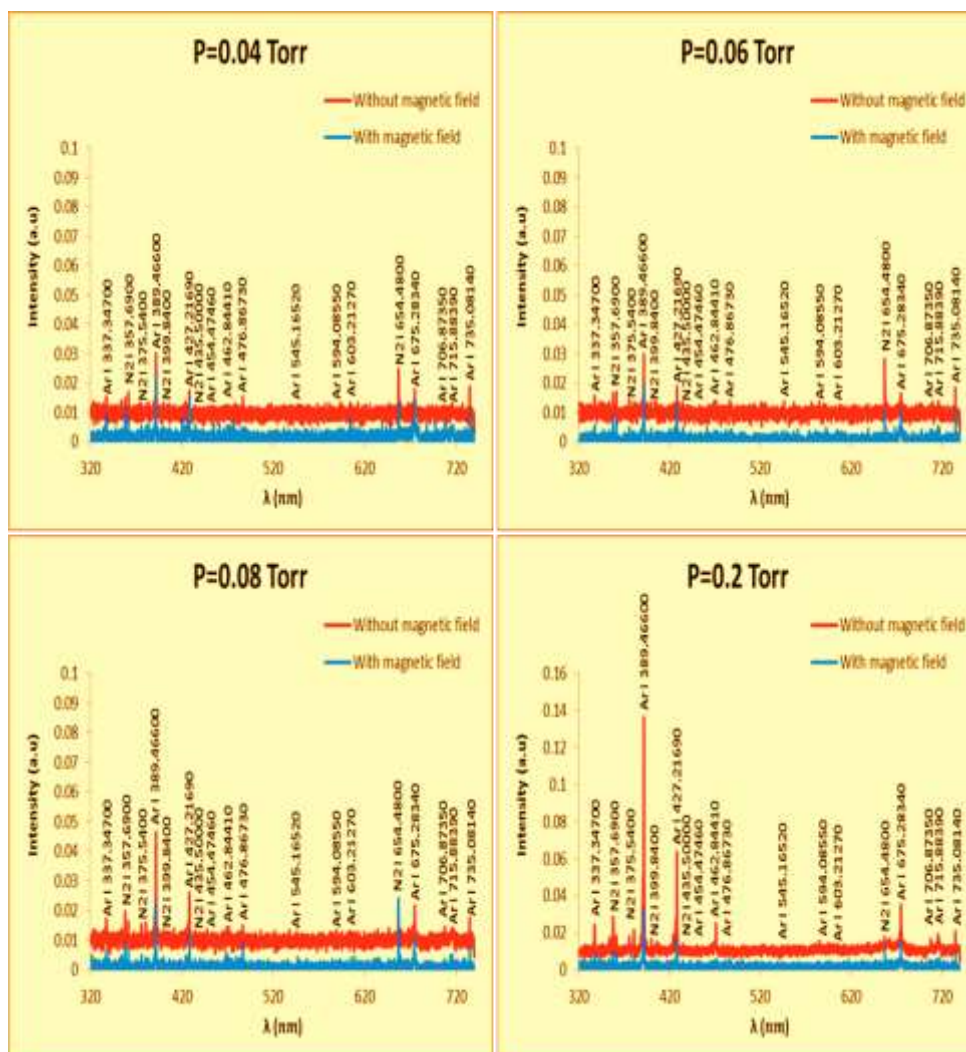 P=0.04 Torr
Without magnetic field
With magnetic field
Intensity (a.u)
0.1
0.09
0.08
0.07
0.06
0.05
0.04
0.03
0.02
0.01
0
Ar I 337.34700
N2 I 357.6900
N2 I 375.5400
Ar I 389.46600
N2 I 399.8400
Ar I 427.21690
N2 I 435.50000
Ar I 454.47460
Ar I 462.84410
Ar I 476.86730
Ar I 545.16520
Ar I 594.08550
Ar I 603.21270
N2 I 654.4800
Ar I 675.28340
Ar I 706.87350
Ar I 715.88390
Ar I 735.08140
320 420 520 620 720
λ (nm)
P=0.06 Torr
Without magnetic field
With magnetic field
Intensity (a.u)
0.1
0.09
0.08
0.07
0.06
0.05
0.04
0.03
0.02
0.01
0
Ar I 337.34700
N2 I 357.6900
N2 I 375.5400
Ar I 389.46600
N2 I 399.8400
Ar I 427.21690
N2 I 435.50000
Ar I 454.47460
Ar I 462.84410
Ar I 476.86730
Ar I 545.16520
Ar I 594.08550
Ar I 603.21270
N2 I 654.4800
Ar I 675.28340
Ar I 706.87350
Ar I 715.88390
Ar I 735.08140
320 420 520 620 720
λ (nm)
P=0.08 Torr
Without magnetic field
With magnetic field
Intensity (a.u)
0.1
0.09
0.08
0.07
0.06
0.05
0.04
0.03
0.02
0.01
0
Ar I 337.34700
N2 I 357.6900
N2 I 375.5400
Ar I 389.46600
N2 I 399.8400
Ar I 427.21690
N2 I 435.50000
Ar I 454.47460
Ar I 462.84410
Ar I 476.86730
Ar I 545.16520
Ar I 594.08550
Ar I 603.21270
N2 I 654.4800
Ar I 675.28340
Ar I 706.87350
Ar I 715.88390
Ar I 735.08140
320 420 520 620 720
λ (nm)
P=0.2 Torr
Without magnetic field
With magnetic field
Intensity (a.u)
0.16
0.14
0.12
0.1
0.08
0.06
0.04
0.02
0
Ar I 337.34700
N2 I 357.6900
N2 I 375.5400
Ar I 389.46600
N2 I 399.8400
Ar I 427.21690
N2 I 435.50000
Ar I 454.47460
Ar I 462.84410
Ar I 476.86730
Ar I 545.16520
Ar I 594.08550
Ar I 603.21270
N2 I 654.4800
Ar I 675.28340
Ar I 706.87350
Ar I 715.88390
Ar I 735.08140
320 420 520 620 720
λ (nm)